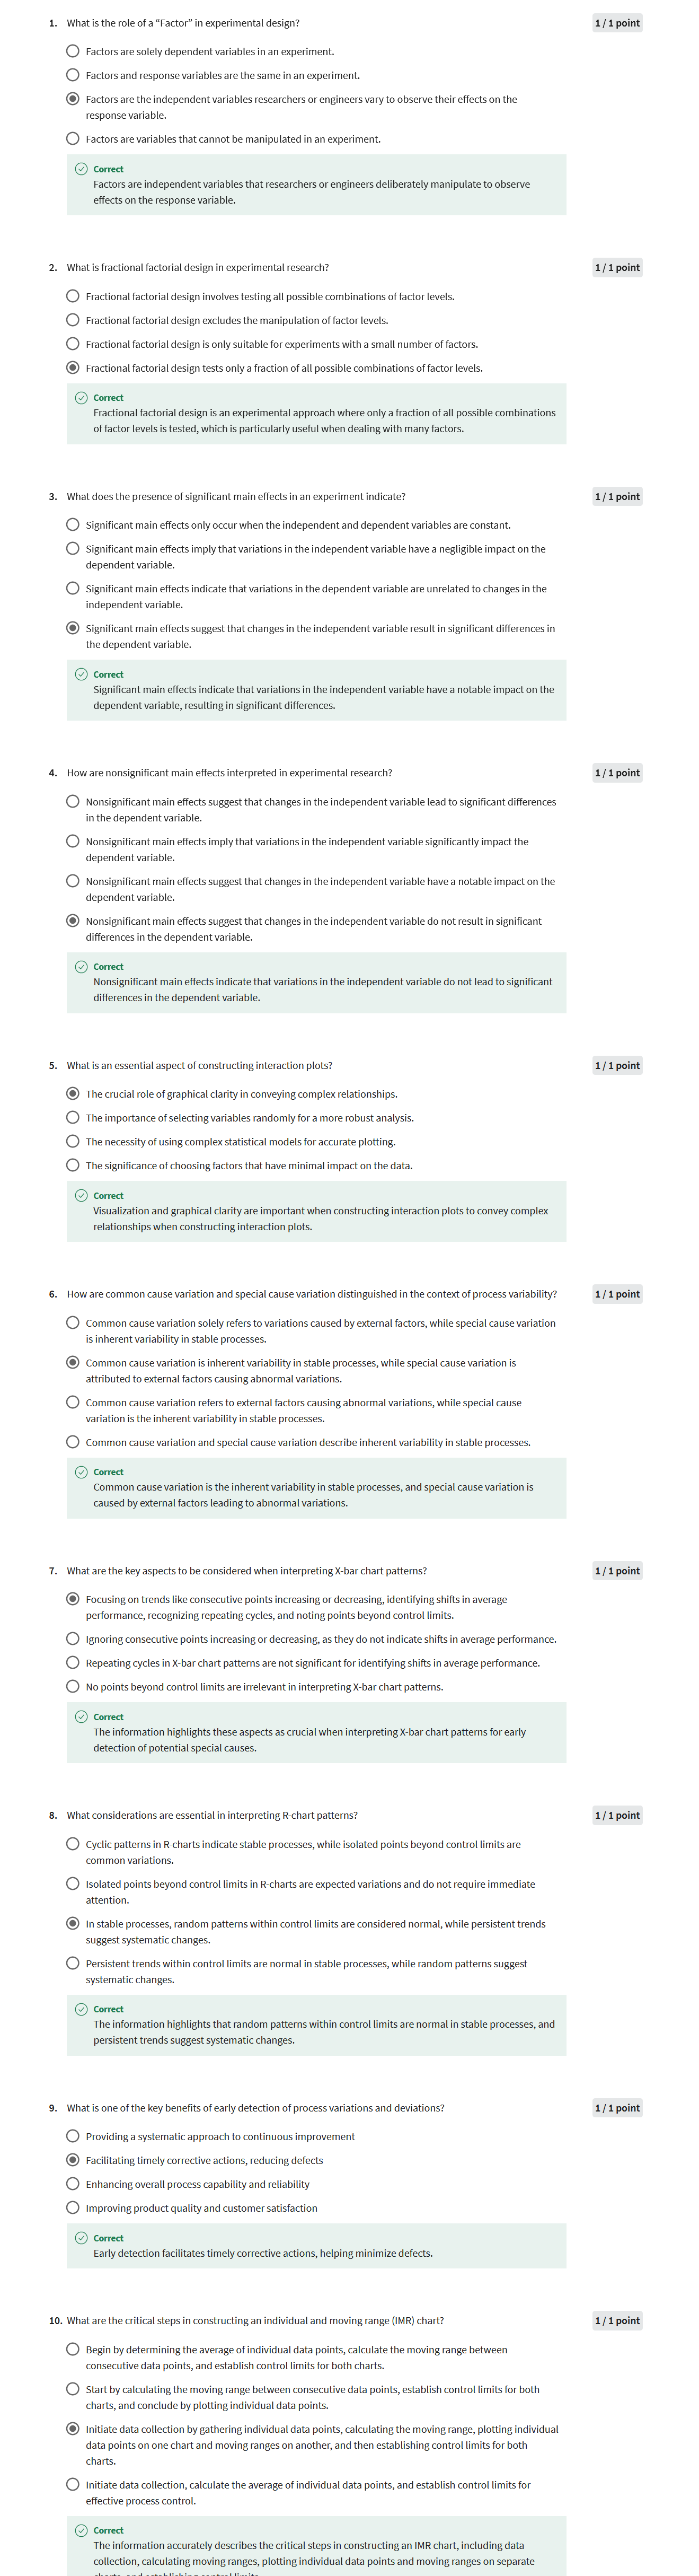 1. What is the role of a “Factor” in experimental design?
1 / 1 point
Factors are solely dependent variables in an experiment.
Factors and response variables are the same in an experiment.
Factors are the independent variables researchers or engineers vary to observe their effects on the
response variable.
Factors are variables that cannot be manipulated in an experiment.
Correct
Factors are independent variables that researchers or engineers deliberately manipulate to observe
effects on the response variable.
2. What is fractional factorial design in experimental research?
1 / 1 point
Fractional factorial design involves testing all possible combinations of factor levels.
Fractional factorial design excludes the manipulation of factor levels.
Fractional factorial design is only suitable for experiments with a small number of factors.
Fractional factorial design tests only a fraction of all possible combinations of factor levels.
Correct
Fractional factorial design is an experimental approach where only a fraction of all possible combinations
of factor levels is tested, which is particularly useful when dealing with many factors.
3. What does the presence of significant main effects in an experiment indicate?
1 / 1 point
Significant main effects only occur when the independent and dependent variables are constant.
Significant main effects imply that variations in the independent variable have a negligible impact on the
dependent variable.
Significant main effects indicate that variations in the dependent variable are unrelated to changes in the
independent variable.
Significant main effects suggest that changes in the independent variable result in significant differences in
the dependent variable.
Correct
Significant main effects indicate that variations in the independent variable have a notable impact on the
dependent variable, resulting in significant differences.
4. How are nonsignificant main effects interpreted in experimental research?
1 / 1 point
Nonsignificant main effects suggest that changes in the independent variable lead to significant differences
in the dependent variable.
Nonsignificant main effects imply that variations in the independent variable significantly impact the
dependent variable.
Nonsignificant main effects suggest that changes in the independent variable have a notable impact on the
dependent variable.
Nonsignificant main effects suggest that changes in the independent variable do not result in significant
differences in the dependent variable.
Correct
Nonsignificant main effects indicate that variations in the independent variable do not lead to significant
differences in the dependent variable.
5. What is an essential aspect of constructing interaction plots?
1 / 1 point
The crucial role of graphical clarity in conveying complex relationships.
The importance of selecting variables randomly for a more robust analysis.
The necessity of using complex statistical models for accurate plotting.
The significance of choosing factors that have minimal impact on the data.
Correct
Visualization and graphical clarity are important when constructing interaction plots to convey complex
relationships when constructing interaction plots.
6. How are common cause variation and special cause variation distinguished in the context of process variability?
1 / 1 point
Common cause variation solely refers to variations caused by external factors, while special cause variation
is inherent variability in stable processes.
Common cause variation is inherent variability in stable processes, while special cause variation is
attributed to external factors causing abnormal variations.
Common cause variation refers to external factors causing abnormal variations, while special cause
variation is the inherent variability in stable processes.
Common cause variation and special cause variation describe inherent variability in stable processes.
Correct
Common cause variation is the inherent variability in stable processes, and special cause variation is
caused by external factors leading to abnormal variations.
7. What are the key aspects to be considered when interpreting X-bar chart patterns?
1 / 1 point
Focusing on trends like consecutive points increasing or decreasing, identifying shifts in average
performance, recognizing repeating cycles, and noting points beyond control limits.
Ignoring consecutive points increasing or decreasing, as they do not indicate shifts in average performance.
Repeating cycles in X-bar chart patterns are not significant for identifying shifts in average performance.
No points beyond control limits are irrelevant in interpreting X-bar chart patterns.
Correct
The information highlights these aspects as crucial when interpreting X-bar chart patterns for early
detection of potential special causes.
8. What considerations are essential in interpreting R-chart patterns?
1 / 1 point
Cyclic patterns in R-charts indicate stable processes, while isolated points beyond control limits are
common variations.
Isolated points beyond control limits in R-charts are expected variations and do not require immediate
attention.
In stable processes, random patterns within control limits are considered normal, while persistent trends
suggest systematic changes.
Persistent trends within control limits are normal in stable processes, while random patterns suggest
systematic changes.
Correct
The information highlights that random patterns within control limits are normal in stable processes, and
persistent trends suggest systematic changes.
9. What is one of the key benefits of early detection of process variations and deviations?
1 / 1 point
Providing a systematic approach to continuous improvement
Facilitating timely corrective actions, reducing defects
Enhancing overall process capability and reliability
Improving product quality and customer satisfaction
Correct
Early detection facilitates timely corrective actions, helping minimize defects.
10. What are the critical steps in constructing an individual and moving range (IMR) chart?
1 / 1 point
Begin by determining the average of individual data points, calculate the moving range between
consecutive data points, and establish control limits for both charts.
Start by calculating the moving range between consecutive data points, establish control limits for both
charts, and conclude by plotting individual data points.
Initiate data collection by gathering individual data points, calculating the moving range, plotting individual
data points on one chart and moving ranges on another, and then establishing control limits for both
charts.
Initiate data collection, calculate the average of individual data points, and establish control limits for
effective process control.
Correct
The information accurately describes the critical steps in constructing an IMR chart, including data
collection, calculating moving ranges, plotting individual data points and moving ranges on separate